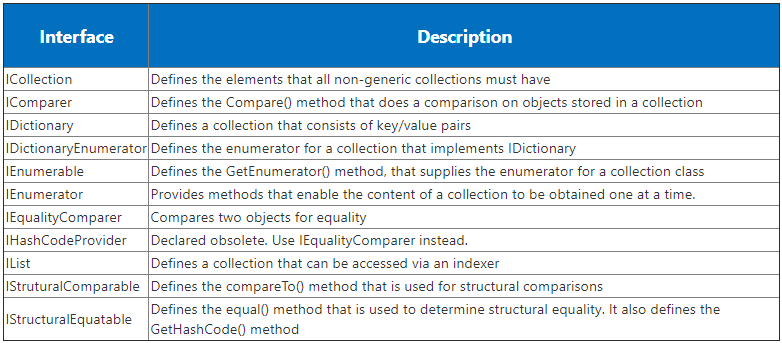 Interface Description
ICollection Defines the elements that all non-generic collections must have
IComparer Defines the Compare() method that does a comparison on objects stored in a collection
IDictionary Defines a collection that consists of key/value pairs
IDictionaryEnumerator Defines the enumerator for a collection that implements IDictionary
IEnumerable Defines the GetEnumerator() method, that supplies the enumerator for a collection class
IEnumerator Provides methods that enable the content of a collection to be obtained one at a time.
IEqualityComparer Compares two objects for equality
IHashCodeProvider Declared obsolete. Use IEqualityComparer instead.
IList Defines a collection that can be accessed via an indexer
IStruturalComparable Defines the compareTo() method that is used for structural comparisons
IStructuralEquatable Defines the equal() method that is used to determine structural equality. It also defines the
GetHashCode() method